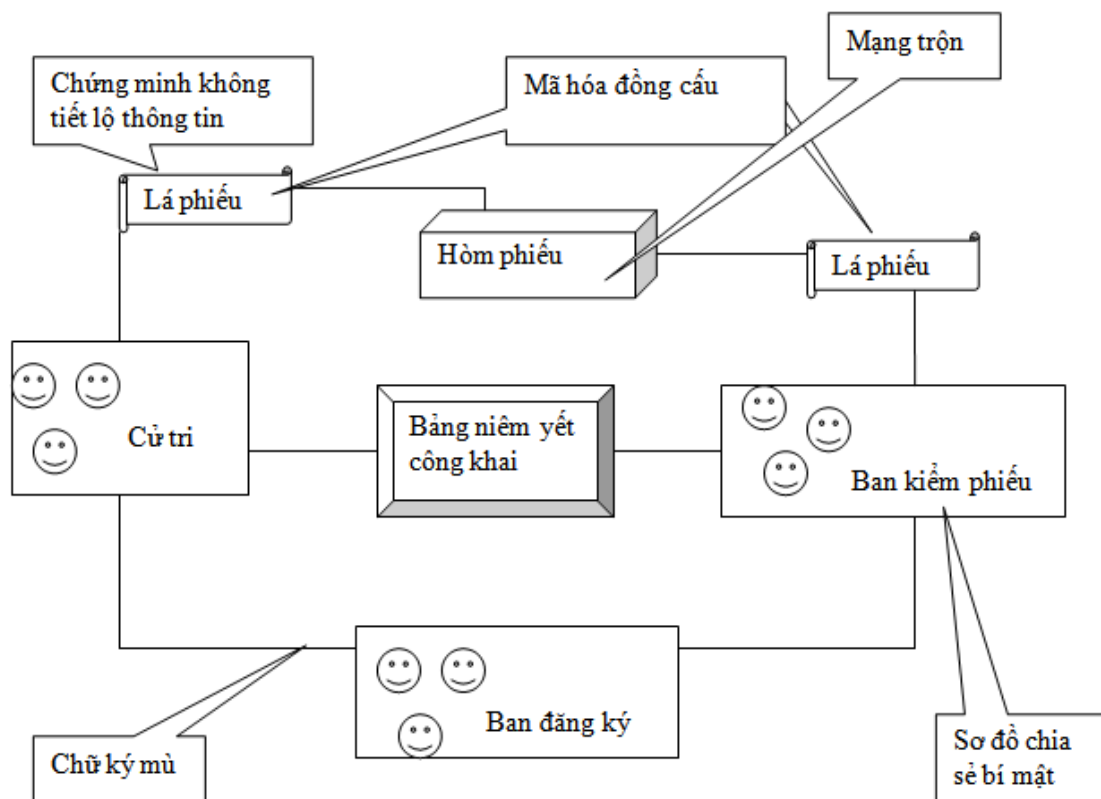 Mạng trộn
Chứng minh không
tiết lộ thông tin
Mã hóa đồng cấu
Lá phiếu
Hòm phiếu
Lá phiếu
Cử tri
Bảng niêm yết
công khai
Ban kiểm phiếu
Ban đăng ký
Chữ ký mù
Sơ đồ chia
sẻ bí mật